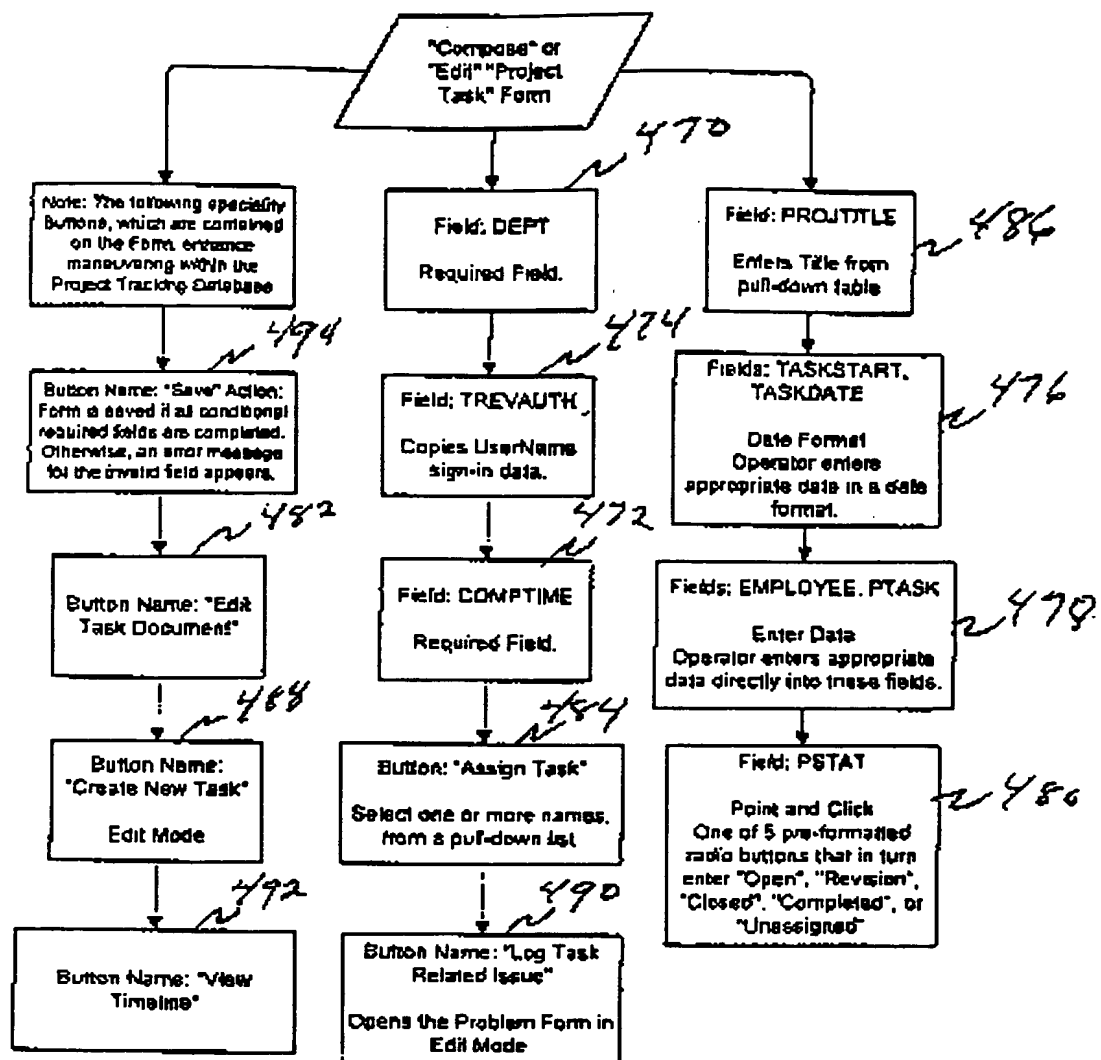 "Compose" or
"Edit" "Project
Task" Form
Note: The following speciality
Buttons, which are contained
on the Form, enhance
maneuvering within the
Project Tracking Database
494
Button Name: "Save" Action:
Form is saved if all conditional
required fields are completed.
Otherwise, an error message
for the invalid field appears.
482
Button Name: "Edit
Task Document"
488
Button Name:
"Create New Task"
Edit Mode
492
Button Name: "View
Timeline"
470
Field: DEPT
Required Field.
474
Field: TREVAUTH
Copies UserName
sign-in data.
472
Field: COMPTIME
Required Field.
484
Button: "Assign Task"
Select one or more names,
from a pull-down list
490
Button Name: "Log Task
Related Issue"
Opens the Problem Form in
Edit Mode
Field: PROJTITLE
486
Enters Title from
pull-down table
Fields: TASKSTART,
TASKDATE
476
Date Format
Operator enters
appropriate data in a date
format.
Fields: EMPLOYEE, PTASK
478
Enter Data
Operator enters appropriate
data directly into these fields.
Field: PSTAT
480
Point and Click
One of 5 pre-formatted
radio buttons that in turn
enter "Open", "Revision",
"Closed", "Completed", or
"Unassigned"